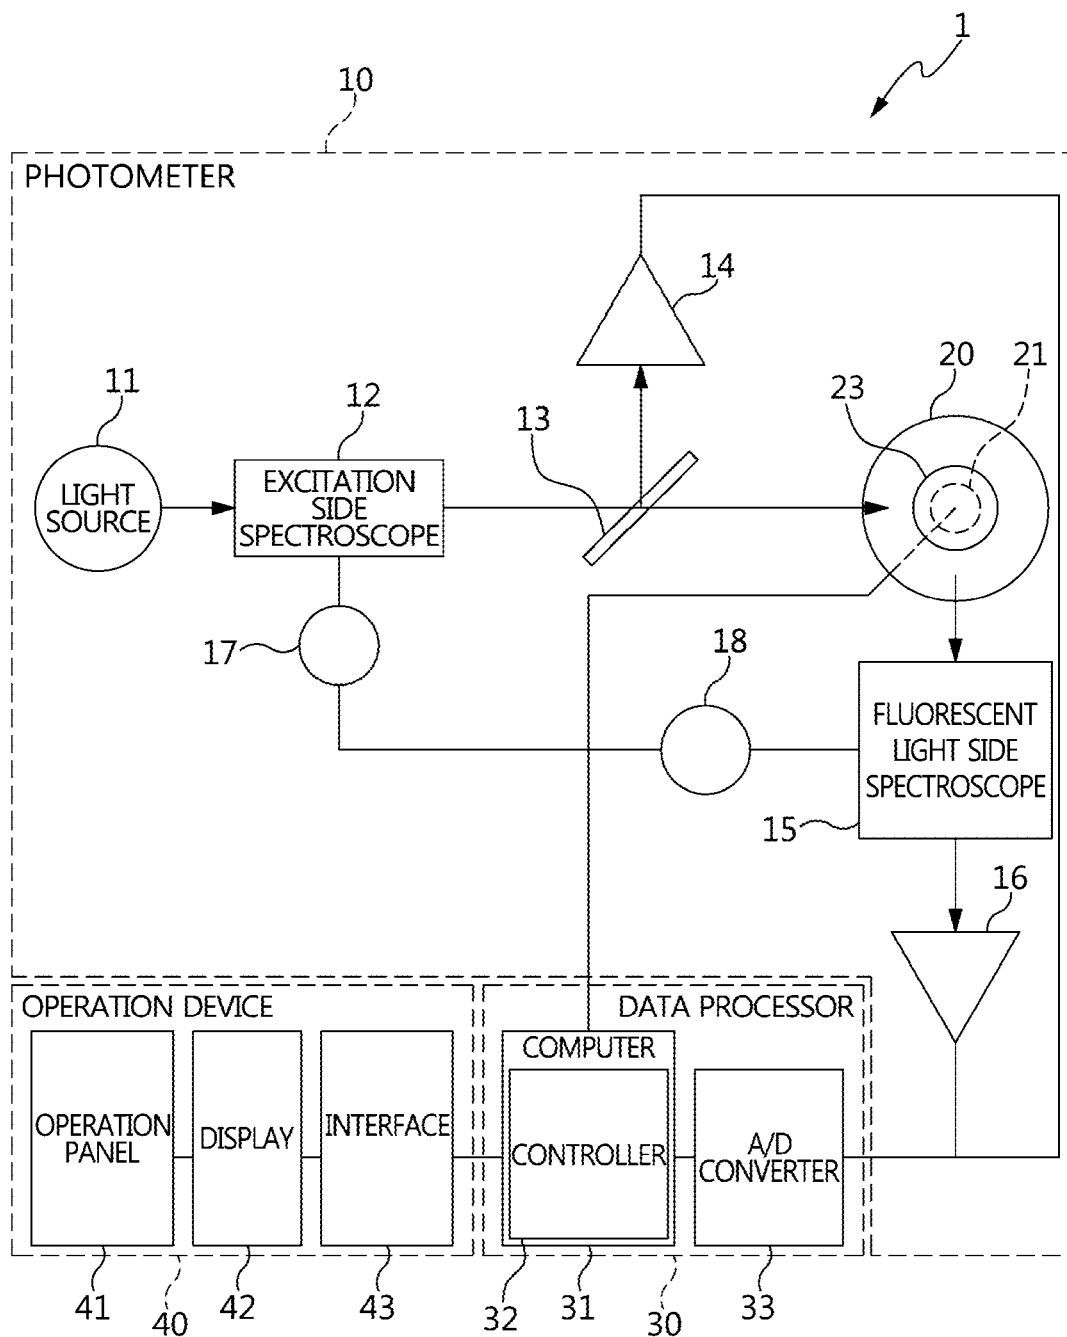 1
10
PHOTOMETER
14
11
12
13
20
21
23
LIGHT
SOURCE
EXCITATION
SIDE
SPECTROSCOPE
17
18
FLUORESCENT
LIGHT SIDE
SPECTROSCOPE
15
16
OPERATION DEVICE
DATA PROCESSOR
COMPUTER
OPERATION
PANEL
DISPLAY
INTERFACE
CONTROLLER
A/D
CONVERTER
41
40
42
43
32
31
30
33